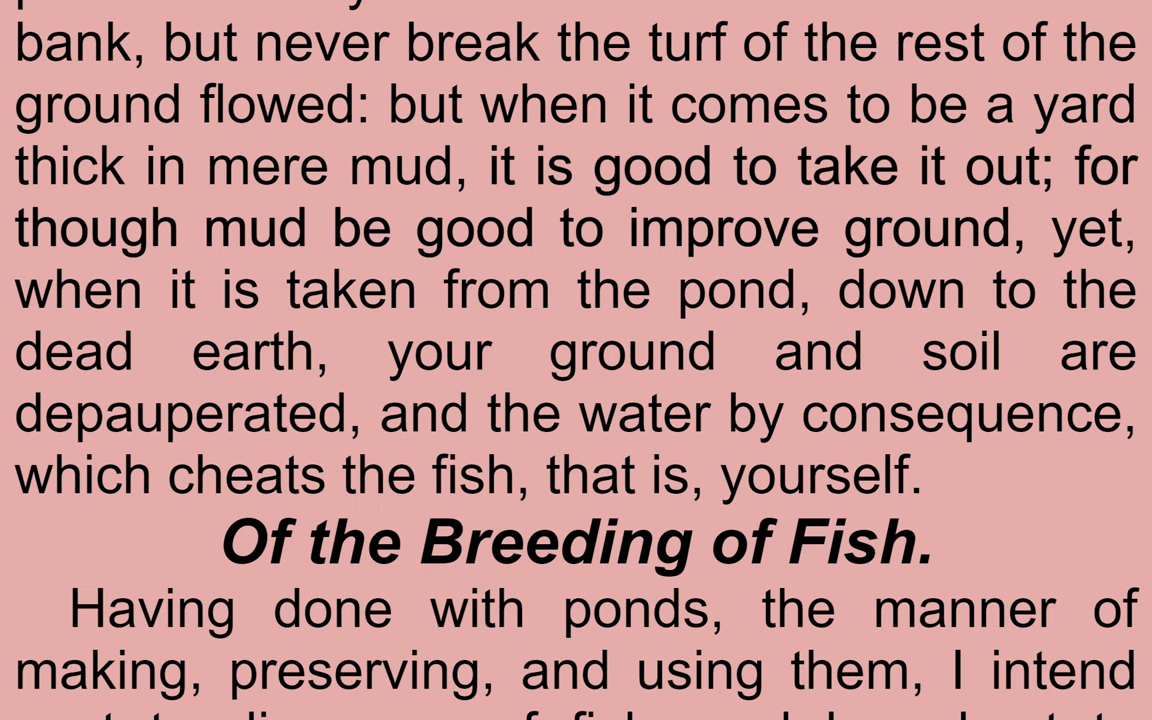 bank, but never break the turf of the rest of the
ground flowed: but when it comes to be a yard
thick in mere mud, it is good to take it out; for
though mud be good to improve ground, yet,
when it is taken from the pond, down to the
dead earth, your ground and soil are
depauperated, and the water by consequence,
which cheats the fish, that is, yourself.
Of the Breeding of Fish.
Having done with ponds, the manner of
making, preserving, and using them, I intend